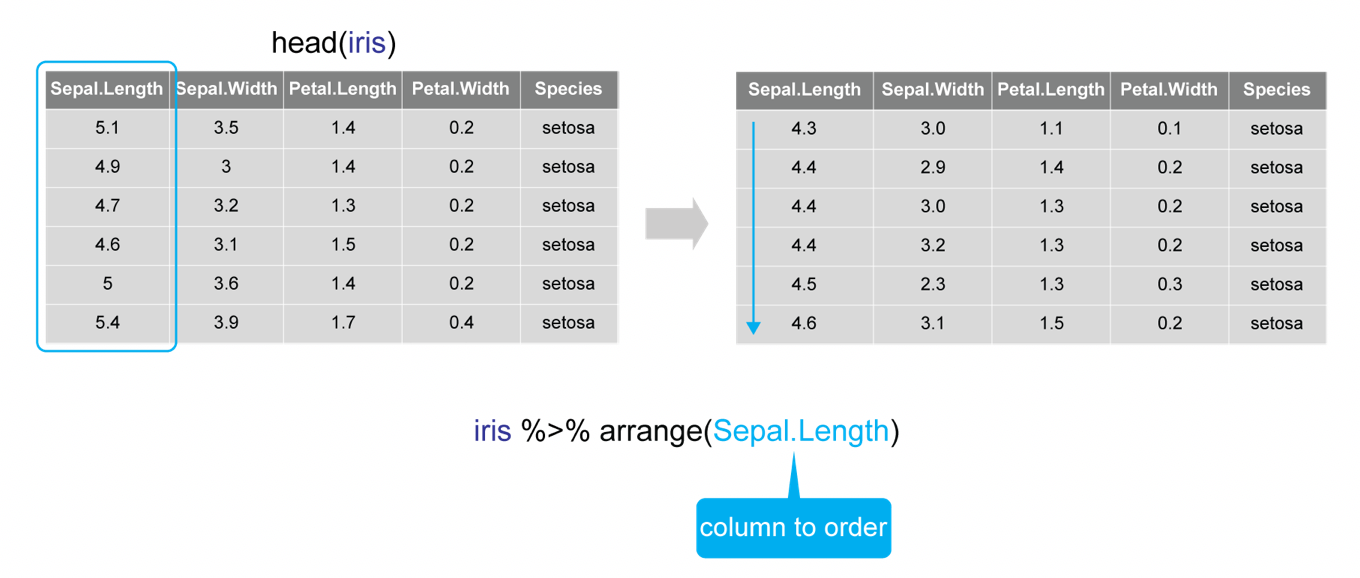 head(iris)
Sepal.Length Sepal.Width Petal.Length Petal.Width Species
5.1 3.5 1.4 0.2 setosa
4.9 3 1.4 0.2 setosa
4.7 3.2 1.3 0.2 setosa
4.6 3.1 1.5 0.2 setosa
5 3.6 1.4 0.2 setosa
5.4 3.9 1.7 0.4 setosa
Sepal.Length Sepal.Width Petal.Length Petal.Width Species
4.3 3.0 1.1 0.1 setosa
4.4 2.9 1.4 0.2 setosa
4.4 3.0 1.3 0.2 setosa
4.4 3.2 1.3 0.2 setosa
4.5 2.3 1.3 0.3 setosa
4.6 3.1 1.5 0.2 setosa
iris %>% arrange(Sepal.Length)
column to order